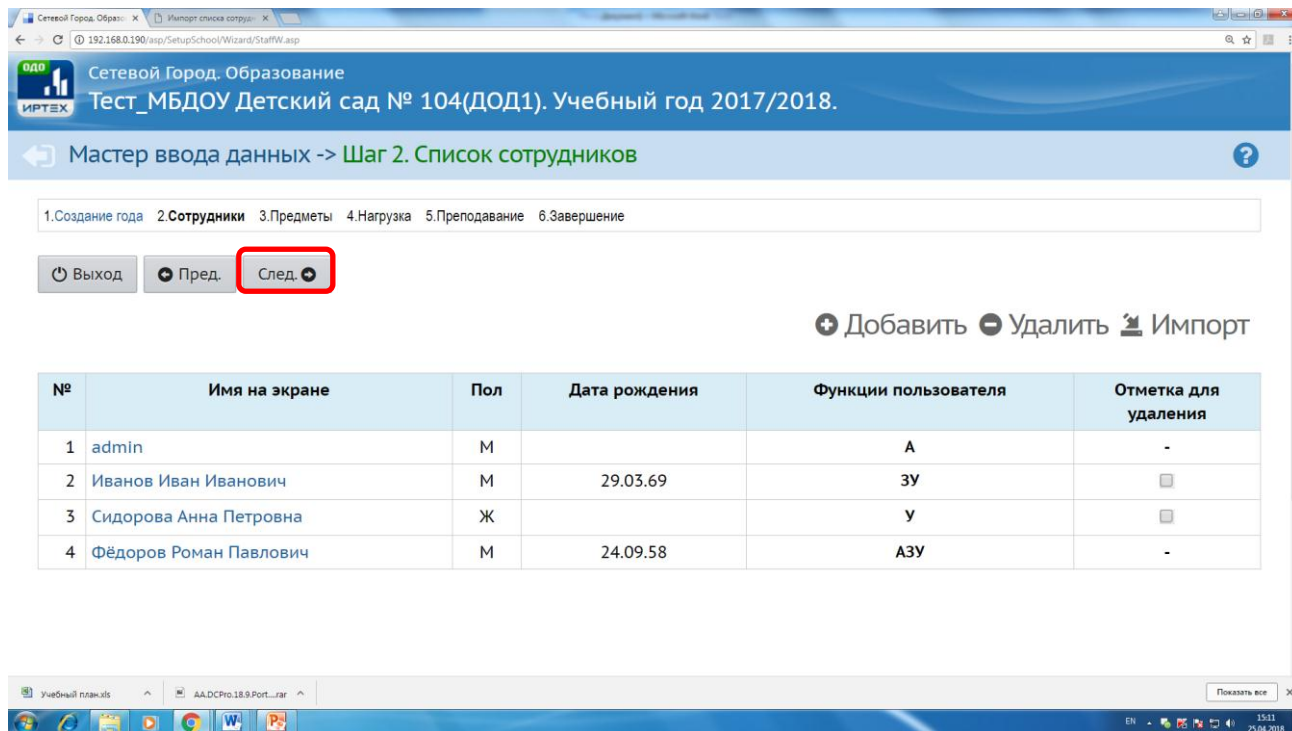 Сетевой Город. Образо
Импорт списка сотруд
192.168.0.190/asp/SetupSchool/Wizard/StaffW.asp
ОДО
ИРТЕХ
Сетевой Город. Образование
Тест_МБДОУ Детский сад № 104(ДОД1). Учебный год 2017/2018.
Мастер ввода данных -> Шаг 2. Список сотрудников
?
1.Создание года 2.Сотрудники 3.Предметы 4.Нагрузка 5.Преподавание 6.Завершение
Выход Пред. След.
Добавить Удалить Импорт
№ Имя на экране Пол Дата рождения Функции пользователя Отметка для удаления
1 admin М А -
2 Иванов Иван Иванович М 29.03.69 ЗУ
3 Сидорова Анна Петровна Ж У
4 Фёдоров Роман Павлович М 24.09.58 АЗУ -
Учебный план.xls AA.DCPro.18.9.Port....rar Показать все
EN 15:11
25.04.2018